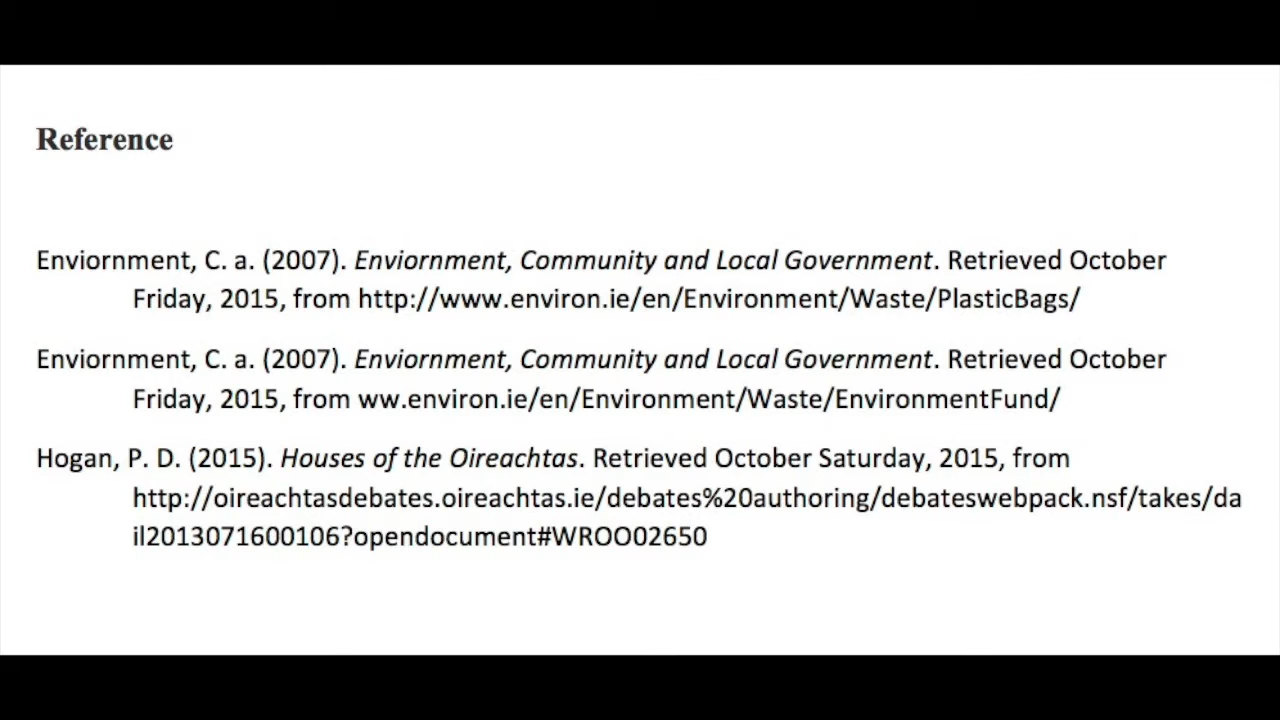 Reference
Enviornment, C. a. (2007). Enviornment, Community and Local Government. Retrieved October
Friday, 2015, from http://www.environ.ie/en/Environment/Waste/PlasticBags/
Enviornment, C. a. (2007). Enviornment, Community and Local Government. Retrieved October
Friday, 2015, from ww.environ.ie/en/Environment/Waste/EnvironmentFund/
Hogan, P. D. (2015). Houses of the Oireachtas. Retrieved October Saturday, 2015, from
http://oireachtasdebates.oireachtas.ie/debates%20authoring/debateswebpack.nsf/takes/da
il2013071600106?opendocument#WROO02650